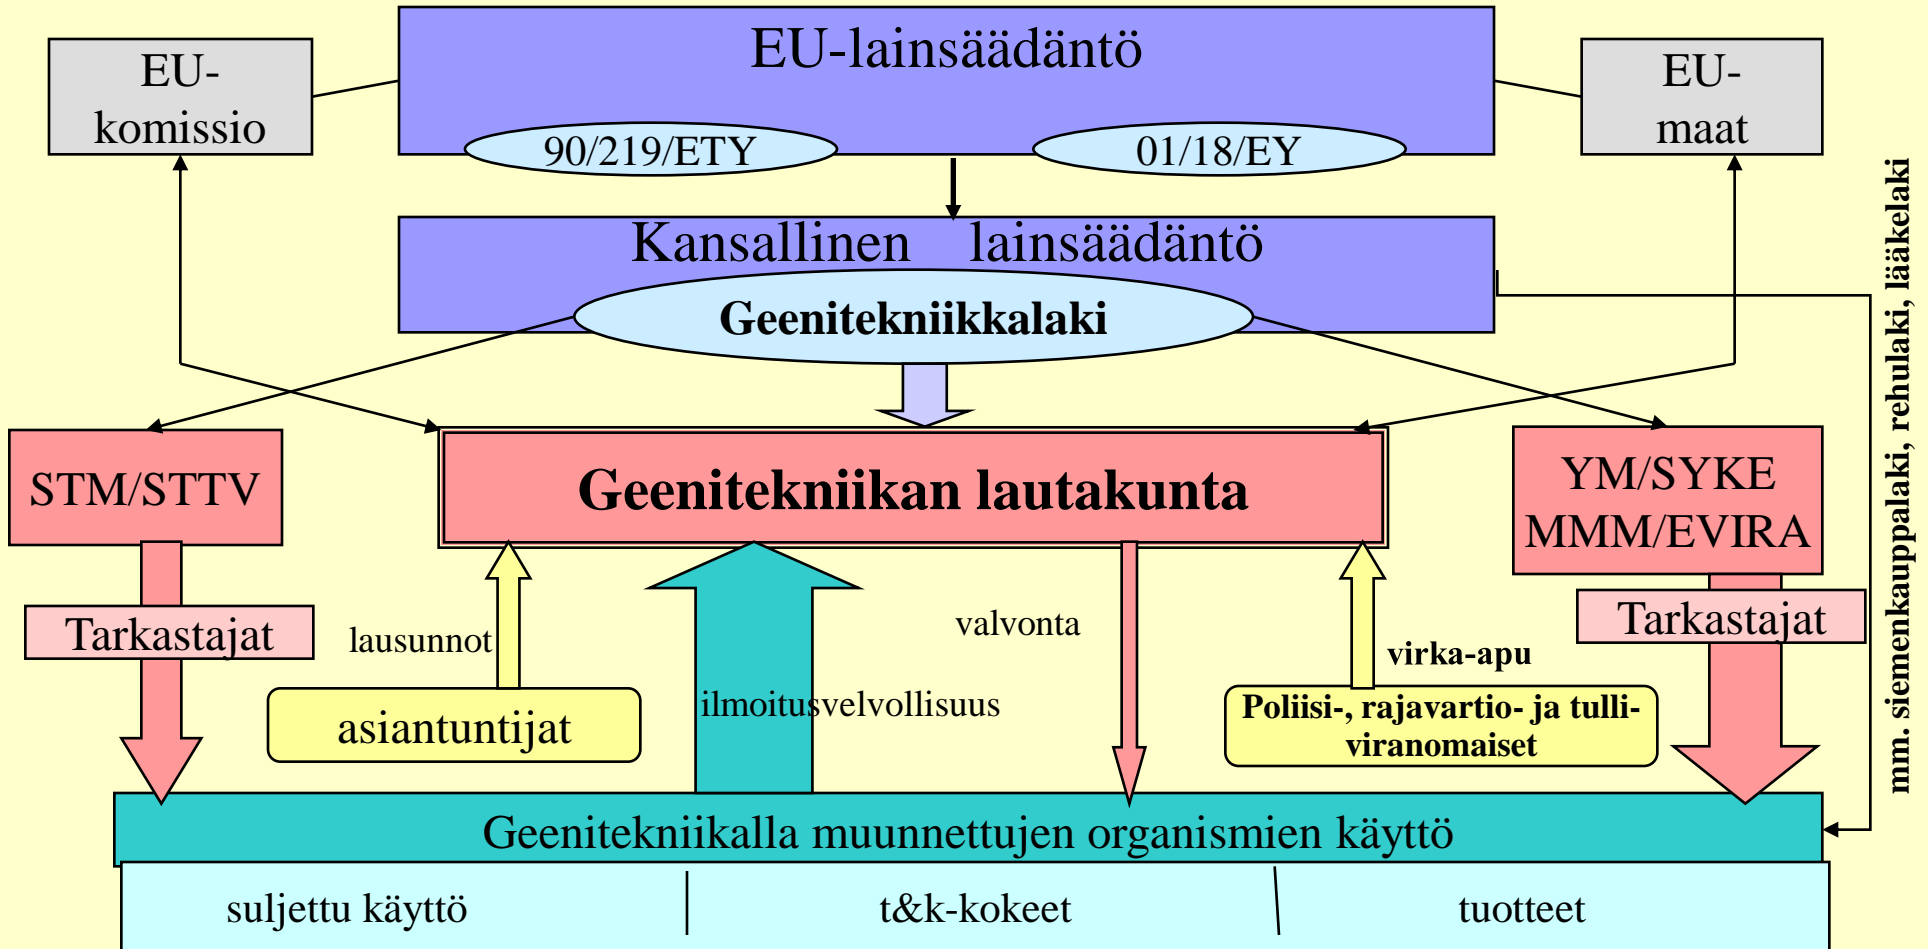 EU-lainsäädäntö
EU-
komissio
EU-
maat
90/219/ETY
01/18/EY
Kansallinen lainsäädäntö
Geenitekniikkalaki
mm. siemenkauppalaki, rehulaki, lääkelaki
STM/STTV
Geenitekniikan lautakunta
YM/SYKE
MMM/EVIRA
Tarkastajat
lausunnot
valvonta
virka-apu
Tarkastajat
asiantuntijat
ilmoitusvelvollisuus
Poliisi-, rajavartio- ja tulli-
viranomaiset
Geenitekniikalla muunnettujen organismien käyttö
suljettu käyttö
t&k-kokeet
tuotteet